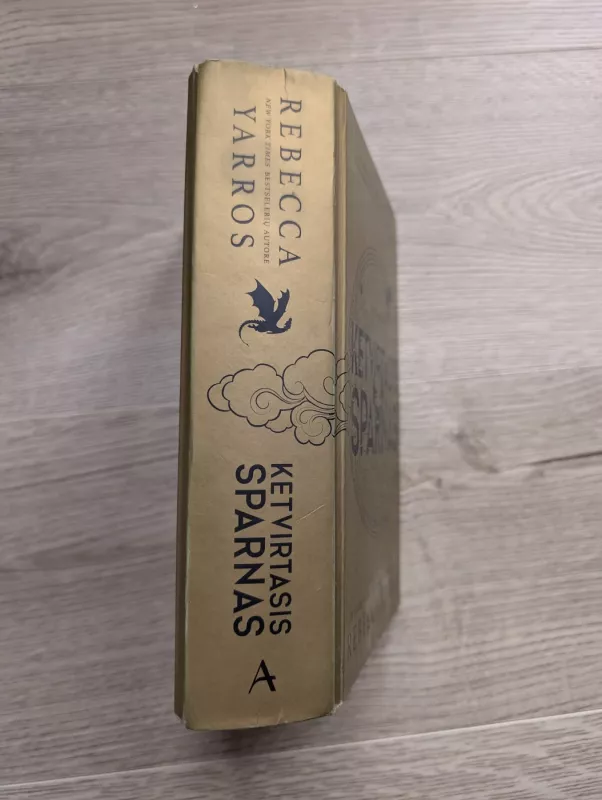 REBECCA
YARROS
NEW YORK TIMES BESTSELERIŲ AUTORĖ
KETVIRTASIS
SPARNAS
A